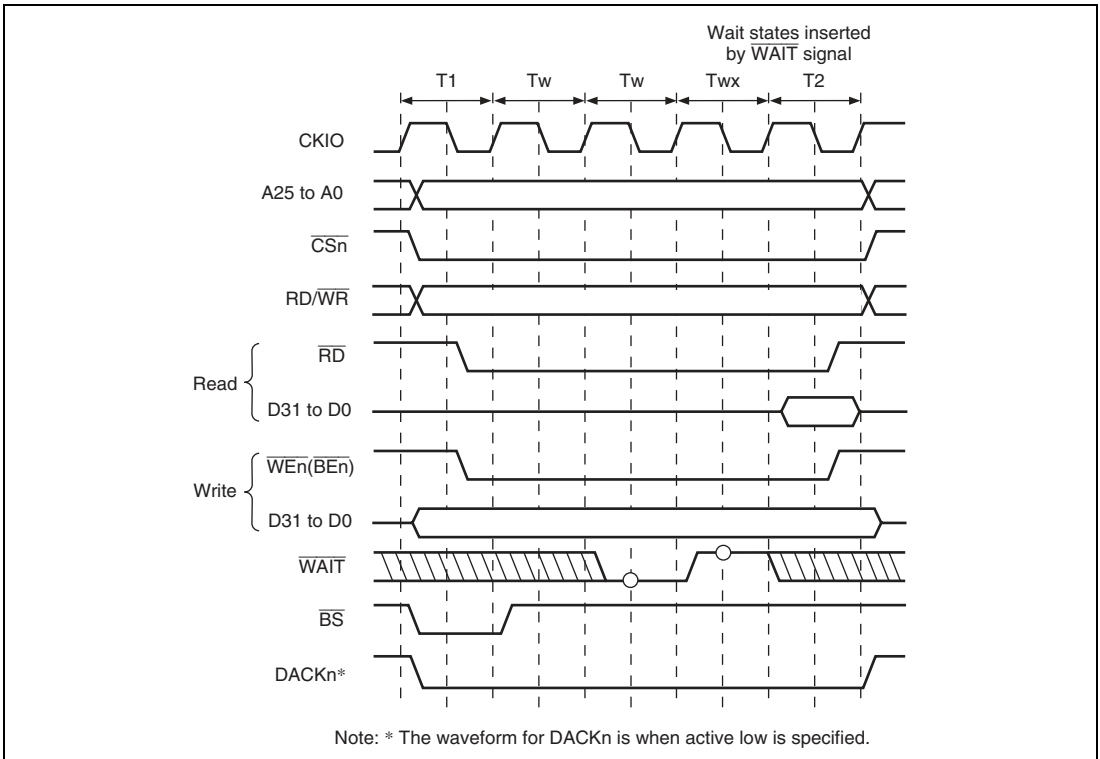 Wait states inserted
by WAIT signal
T1 Tw Tw Twx T2
CKIO
A25 to A0
CSn
RD/WR
RD
Read
D31 to D0
WEn(BEn)
Write
D31 to D0
WAIT
BS
DACKn*
Note: * The waveform for DACKn is when active low is specified.